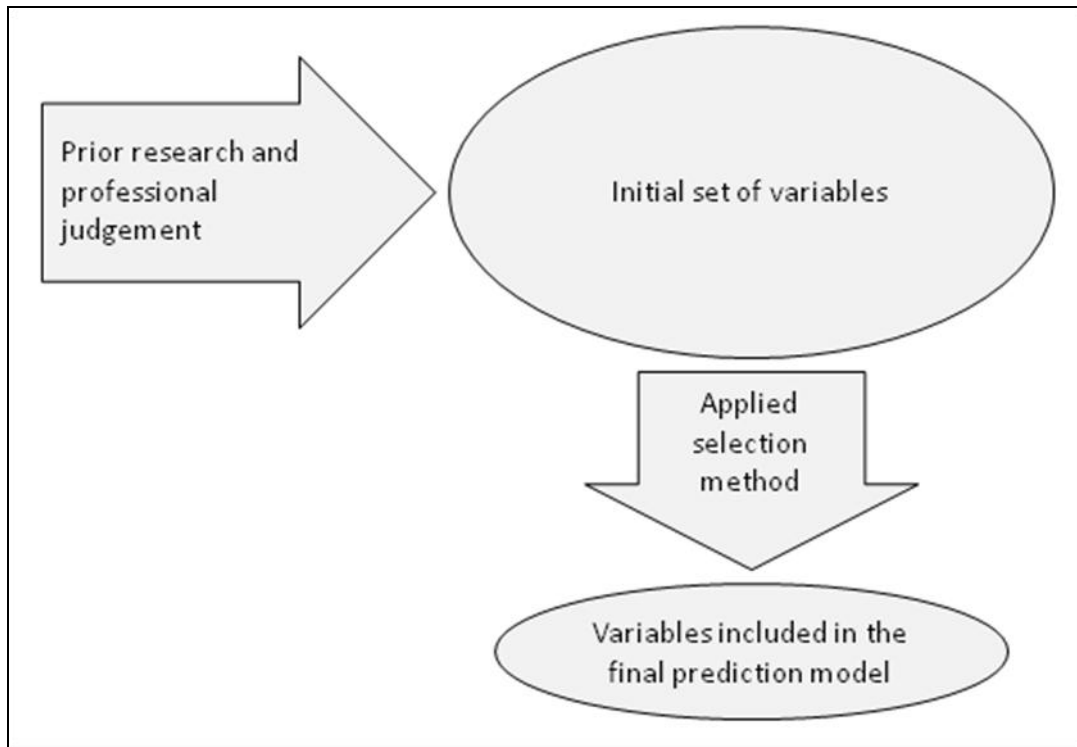 Prior research and
professional
judgement
Initial set of variables
Applied
selection
method
Variables included in the
final prediction model